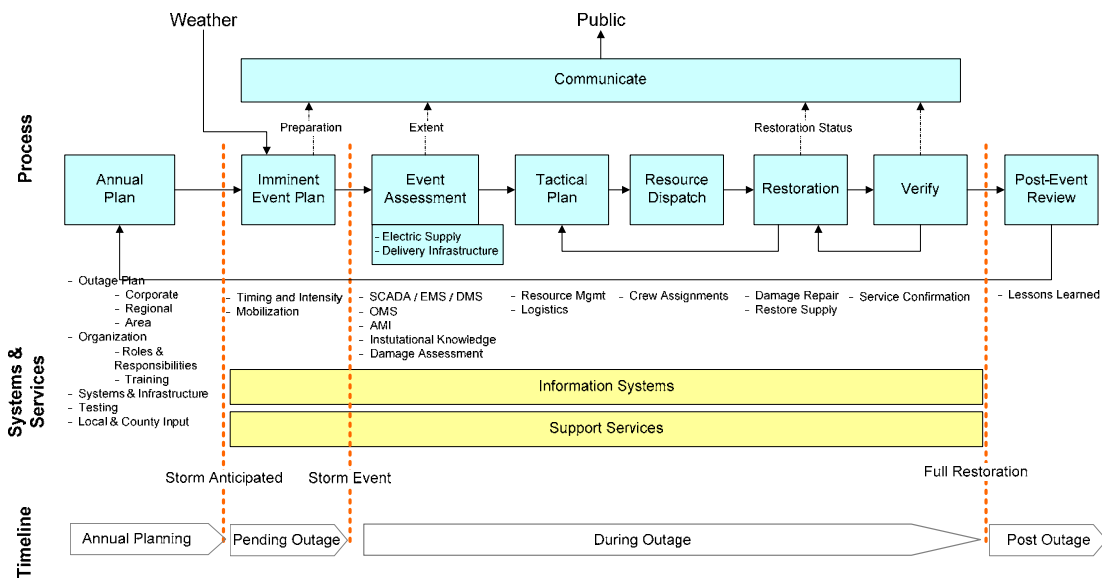 Weather
Public
Communicate
Preparation
Extent
Restoration Status
Process
Annual
Plan
Imminent
Event Plan
Event
Assessment
- Electric Supply
- Delivery Infrastructure
Tactical
Plan
Resource
Dispatch
Restoration
Verify
Post-Event
Review
Systems &
Services
- Outage Plan
- Corporate
- Regional
- Area
- Organization
- Roles &
Responsibilities
- Training
- Systems & Infrastructure
- Testing
- Local & County Input
- Timing and Intensity
- Mobilization
- SCADA / EMS / DMS
- OMS
- AMI
- Instutational Knowledge
- Damage Assessment
- Resource Mgmt
- Logistics
- Crew Assignments
- Damage Repair
- Restore Supply
- Service Confirmation
- Lessons Learned
Information Systems
Support Services
Storm Anticipated
Storm Event
Full Restoration
Timeline
Annual Planning
Pending Outage
During Outage
Post Outage